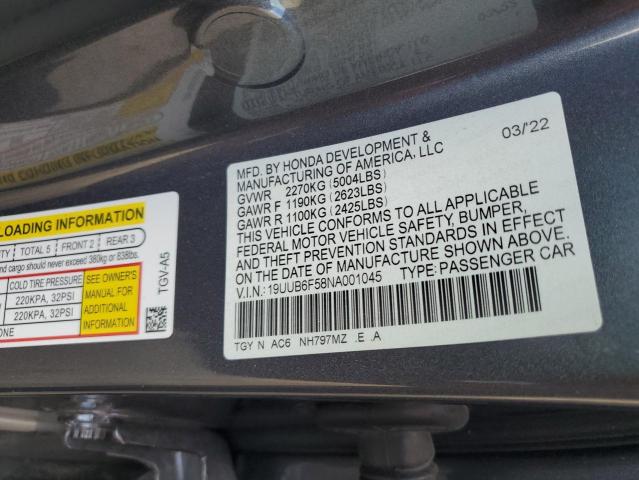 03/'22
MFD. BY HONDA DEVELOPMENT &
MANUFACTURING OF AMERICA, LLC
GVWR 2270KG (5004LBS)
GAWR F 1190KG (2623LBS)
GAWR R 1100KG (2425LBS)
THIS VEHICLE CONFORMS TO ALL APPLICABLE
FEDERAL MOTOR VEHICLE SAFETY, BUMPER,
AND THEFT PREVENTION STANDARDS IN EFFECT
ON THE DATE OF MANUFACTURE SHOWN ABOVE.
V.I.N.: 19UUB6F58NA001045 TYPE: PASSENGER CAR
TGY N AC6 NH797MZ .E .A
LOADING INFORMATION
TOTAL 5 FRONT 2 REAR 3
and cargo should never exceed 380kg or 838lbs.
COLD TIRE PRESSURE
220KPA, 32PSI
220KPA, 32PSI
SEE OWNER'S
MANUAL FOR
ADDITIONAL
INFORMATION
TGV-A5